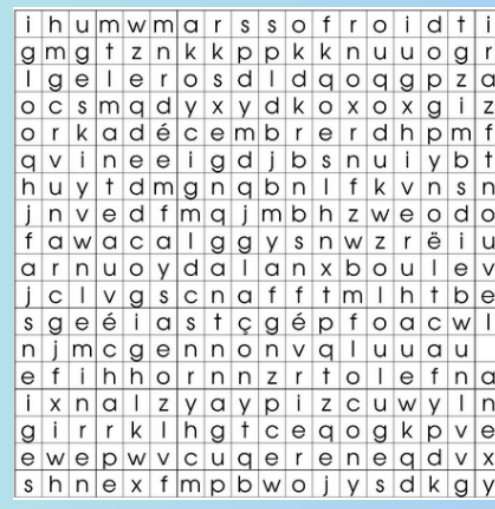 i h u m w m a r s s o f r o i d t i
g m g t z n k k p p k k n u u o g r
l g e l e r o s d l d q o q g p z a
o c s m q d y x y d k o x o x g i z
o r k a d é c e m b r e r d h p m f
q v i n e e i g d j b s n u i y b t
h u y t d m g n q b n l f k v n s n
j n v e d f m q j m b h z w e o d o
f a w a c a l g g y s n w z r ë i u
a r n u o y d a l a n x b o u l e v
j c l v g s c n a f f t m l h t b e
s g e é i a s t ç g é p f o a c w l
n j m c g e n n o n v q l u u a u
e f i h h o r n n z r t o l e f n a
i x n a l z y a y p i z c u w y l n
g i r r k l h g t c e q o g k p v e
e w e p w v c u q e r e n e q d v x
s h n e x f m p b w o j y s d k g y